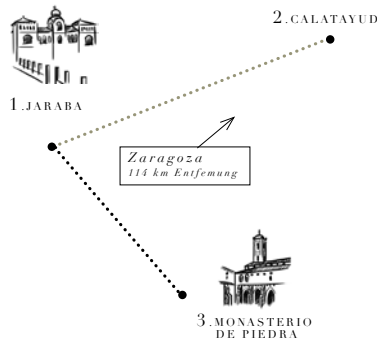 2.CALATAYUD
1.JARABA
Zaragoza
114 km Entfemung
3.MONASTERIO
DE PIEDRA